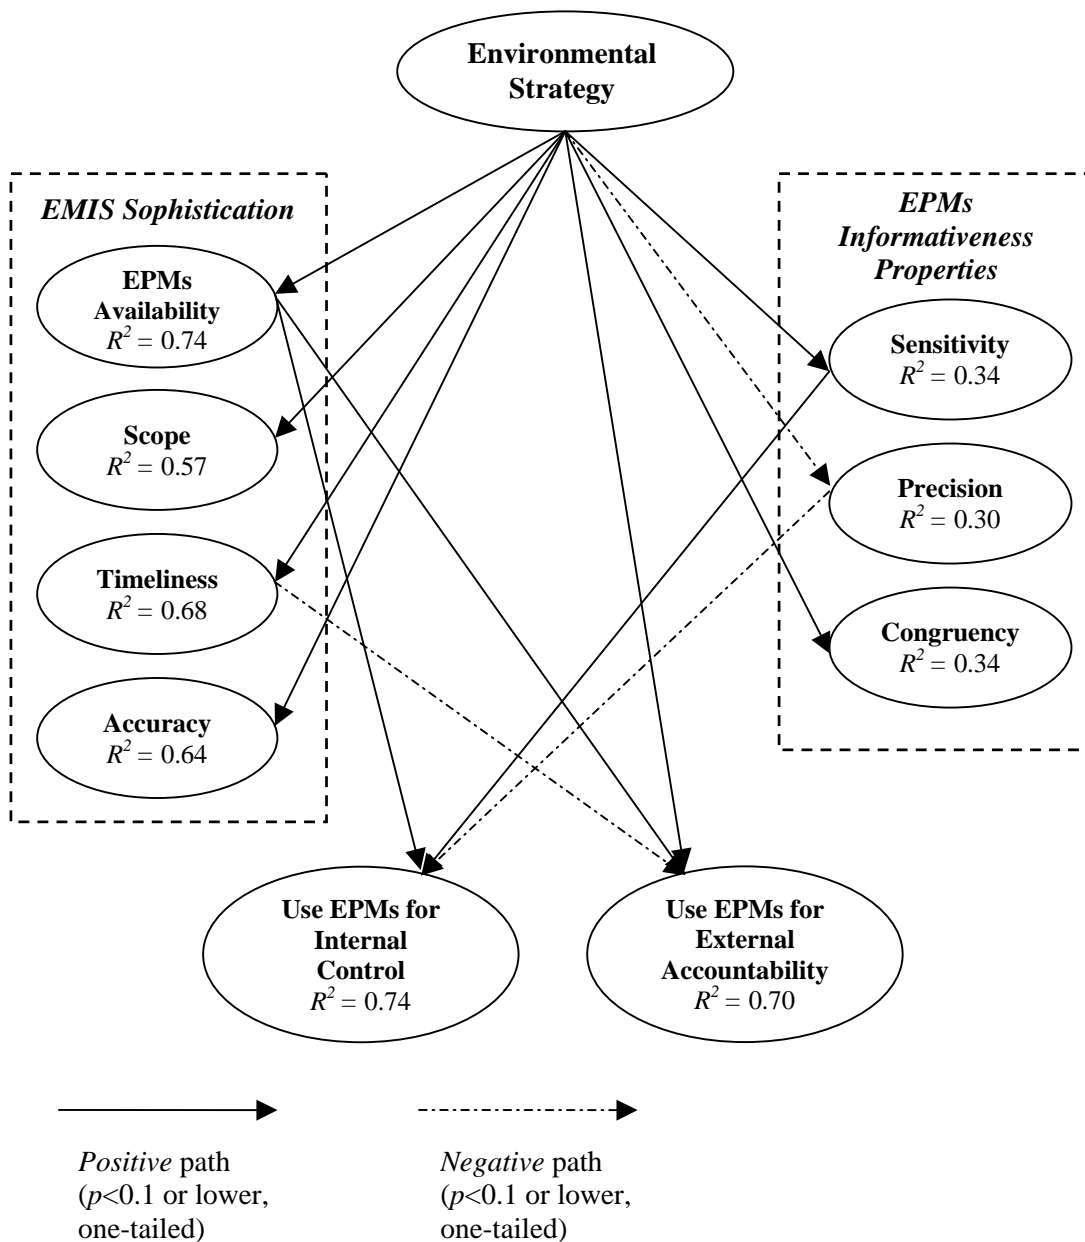 Environmental
Strategy
EMIS Sophistication
EPMs
Availability
R² = 0.74
Scope
R² = 0.57
Timeliness
R² = 0.68
Accuracy
R² = 0.64
EPMs
Informativeness
Properties
Sensitivity
R² = 0.34
Precision
R² = 0.30
Congruency
R² = 0.34
Use EPMs for
Internal
Control
R² = 0.74
Use EPMs for
External
Accountability
R² = 0.70
Positive path
(p<0.1 or lower,
one-tailed)
Negative path
(p<0.1 or lower,
one-tailed)